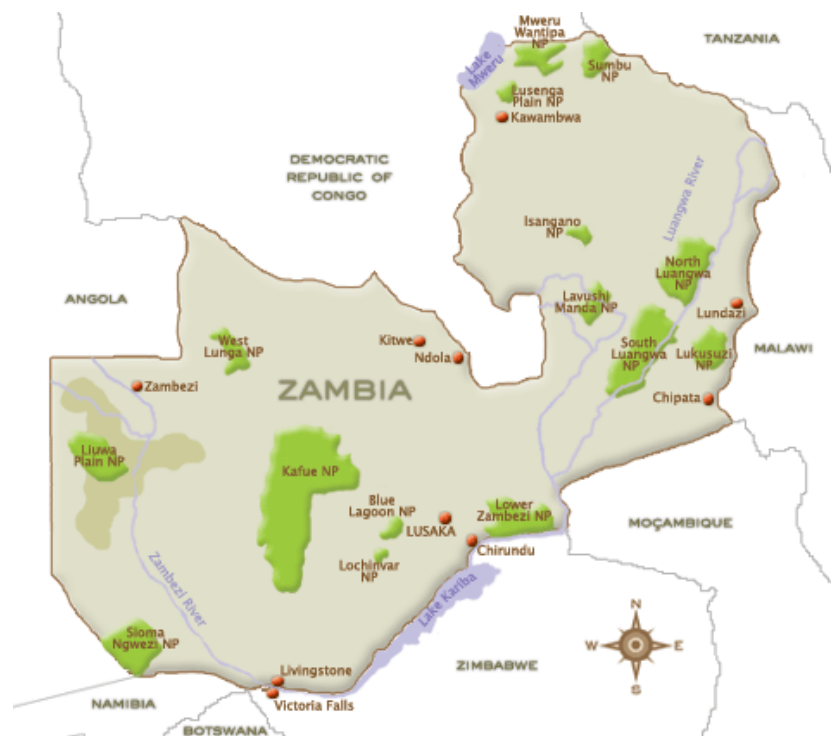 Mweru
Wantipa
NP
TANZANIA
Lake
Mweru
Sumbu
NP
Lusenga
Plain NP
Kawambwa
DEMOCRATIC
REPUBLIC OF
CONGO
Luangwa River
Isangano
NP
North
Luangwa
NP
ANGOLA
Lavushi
Manda NP
Lundazi
West
Lunga NP
Kitwe
Ndola
South
Luangwa
NP
Lukusuzi
NP
MALAWI
Zambezi
ZAMBIA
Chipata
Liuwa
Plain NP
Kafue NP
Blue
Lagoon NP
LUSAKA
Lower
Zambezi NP
MOÇAMBIQUE
Chirundu
Lochinvar
NP
Zambezi River
Lake Kariba
Sioma
Ngwezi NP
N
W E
S
Livingstone
ZIMBABWE
Victoria Falls
NAMIBIA
BOTSWANA